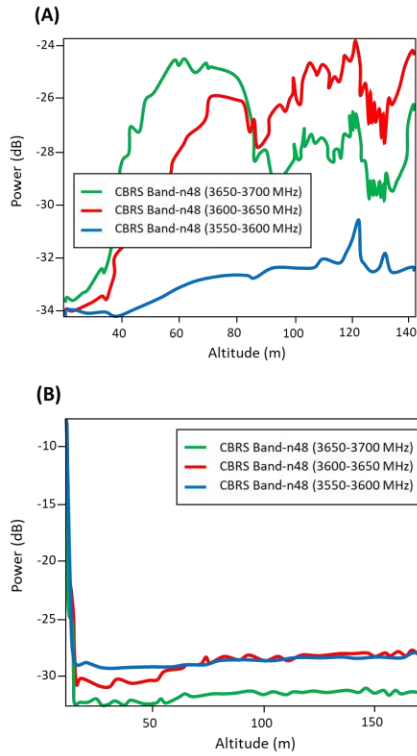 (A)
-24
-26
-28
-30
-32
-34
Power (dB)
CBRS Band-n48 (3650-3700 MHz)
CBRS Band-n48 (3600-3650 MHz)
CBRS Band-n48 (3550-3600 MHz)
40 60 80 100 120 140
Altitude (m)
(B)
-10
-15
-20
-25
-30
Power (dB)
CBRS Band-n48 (3650-3700 MHz)
CBRS Band-n48 (3600-3650 MHz)
CBRS Band-n48 (3550-3600 MHz)
50 100 150
Altitude (m)